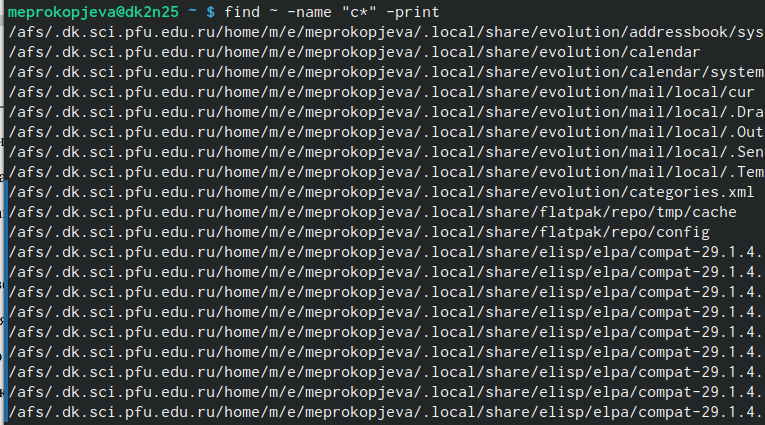 meprokopjeva@dk2n25 ~ $ find ~ -name "c*" -print
/afs/.dk.sci.pfu.edu.ru/home/m/e/meprokopjeva/.local/share/evolution/addressbook/sys
/afs/.dk.sci.pfu.edu.ru/home/m/e/meprokopjeva/.local/share/evolution/calendar
/afs/.dk.sci.pfu.edu.ru/home/m/e/meprokopjeva/.local/share/evolution/calendar/system
/afs/.dk.sci.pfu.edu.ru/home/m/e/meprokopjeva/.local/share/evolution/mail/local/cur
/afs/.dk.sci.pfu.edu.ru/home/m/e/meprokopjeva/.local/share/evolution/mail/local/.Dra
/afs/.dk.sci.pfu.edu.ru/home/m/e/meprokopjeva/.local/share/evolution/mail/local/.Out
/afs/.dk.sci.pfu.edu.ru/home/m/e/meprokopjeva/.local/share/evolution/mail/local/.Sen
/afs/.dk.sci.pfu.edu.ru/home/m/e/meprokopjeva/.local/share/evolution/mail/local/.Tem
/afs/.dk.sci.pfu.edu.ru/home/m/e/meprokopjeva/.local/share/evolution/categories.xml
/afs/.dk.sci.pfu.edu.ru/home/m/e/meprokopjeva/.local/share/flatpak/repo/tmp/cache
/afs/.dk.sci.pfu.edu.ru/home/m/e/meprokopjeva/.local/share/flatpak/repo/config
/afs/.dk.sci.pfu.edu.ru/home/m/e/meprokopjeva/.local/share/elisp/elpa/compat-29.1.4.
/afs/.dk.sci.pfu.edu.ru/home/m/e/meprokopjeva/.local/share/elisp/elpa/compat-29.1.4.
/afs/.dk.sci.pfu.edu.ru/home/m/e/meprokopjeva/.local/share/elisp/elpa/compat-29.1.4.
/afs/.dk.sci.pfu.edu.ru/home/m/e/meprokopjeva/.local/share/elisp/elpa/compat-29.1.4.
/afs/.dk.sci.pfu.edu.ru/home/m/e/meprokopjeva/.local/share/elisp/elpa/compat-29.1.4.
/afs/.dk.sci.pfu.edu.ru/home/m/e/meprokopjeva/.local/share/elisp/elpa/compat-29.1.4.
/afs/.dk.sci.pfu.edu.ru/home/m/e/meprokopjeva/.local/share/elisp/elpa/compat-29.1.4.
/afs/.dk.sci.pfu.edu.ru/home/m/e/meprokopjeva/.local/share/elisp/elpa/compat-29.1.4.
/afs/.dk.sci.pfu.edu.ru/home/m/e/meprokopjeva/.local/share/elisp/elpa/compat-29.1.4.